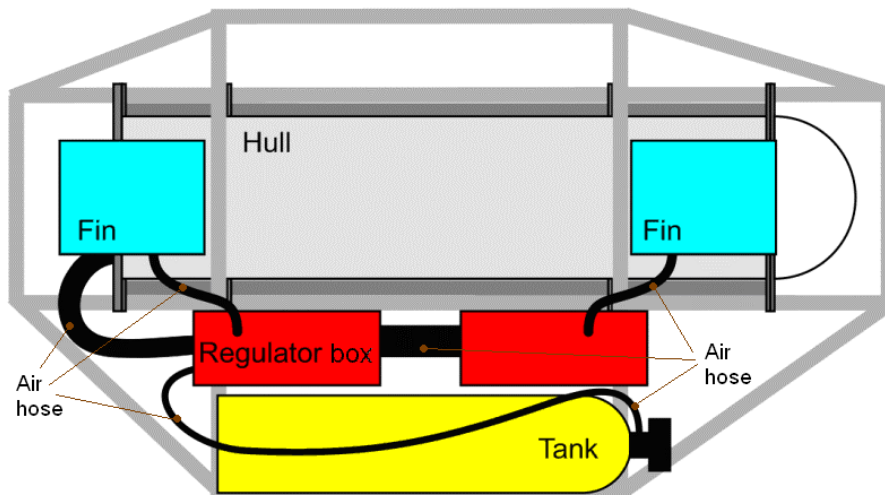 Hull
Fin
Fin
Regulator box
Air
hose
Air
hose
Tank